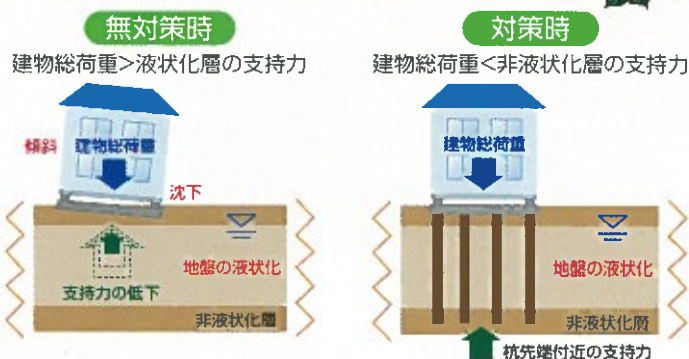 無対策時
建物総荷重>液状化層の支持力
傾斜
建物総荷重
沈下
支持力の低下
地盤の液状化
非液状化層
対策時
建物総荷重<非液状化層の支持力
建物総荷重
地盤の液状化
非液状化層
杭先端付近の支持力